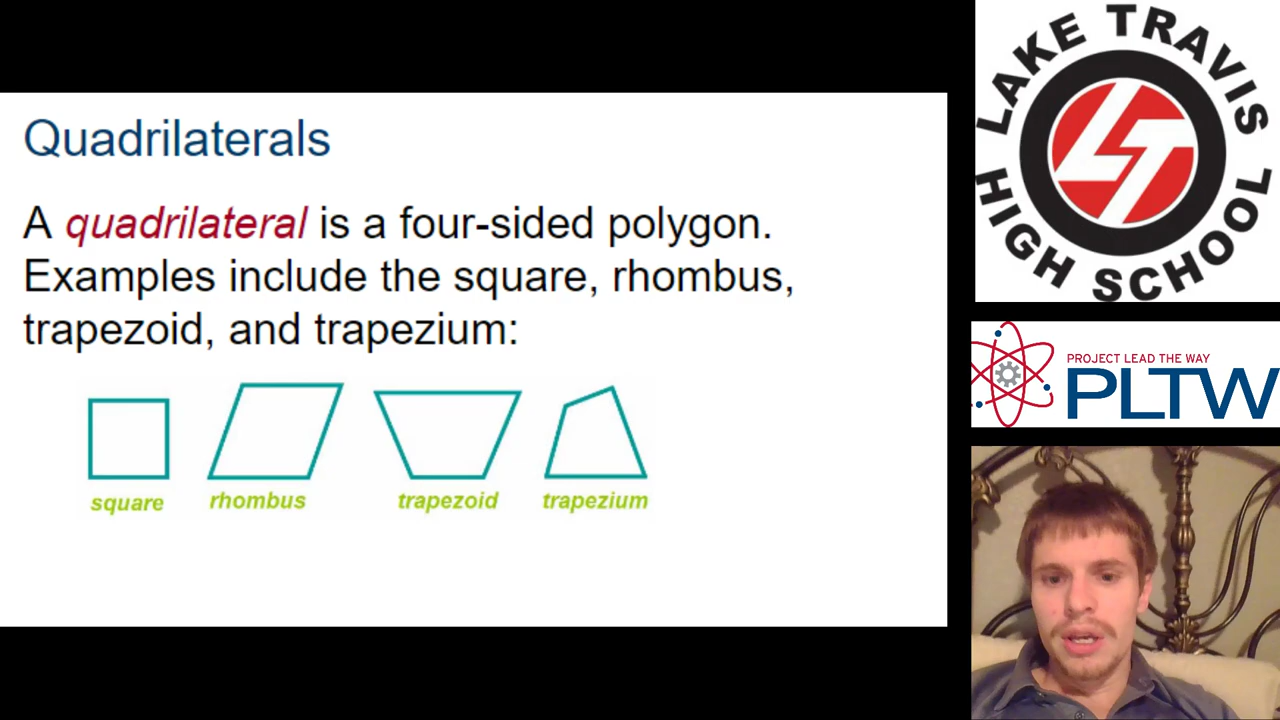 Quadrilaterals
A quadrilateral is a four-sided polygon.
Examples include the square, rhombus,
trapezoid, and trapezium:
square rhombus trapezoid trapezium
LAKE TRAVIS
HIGH SCHOOL
LT
PROJECT LEAD THE WAY
PLTW